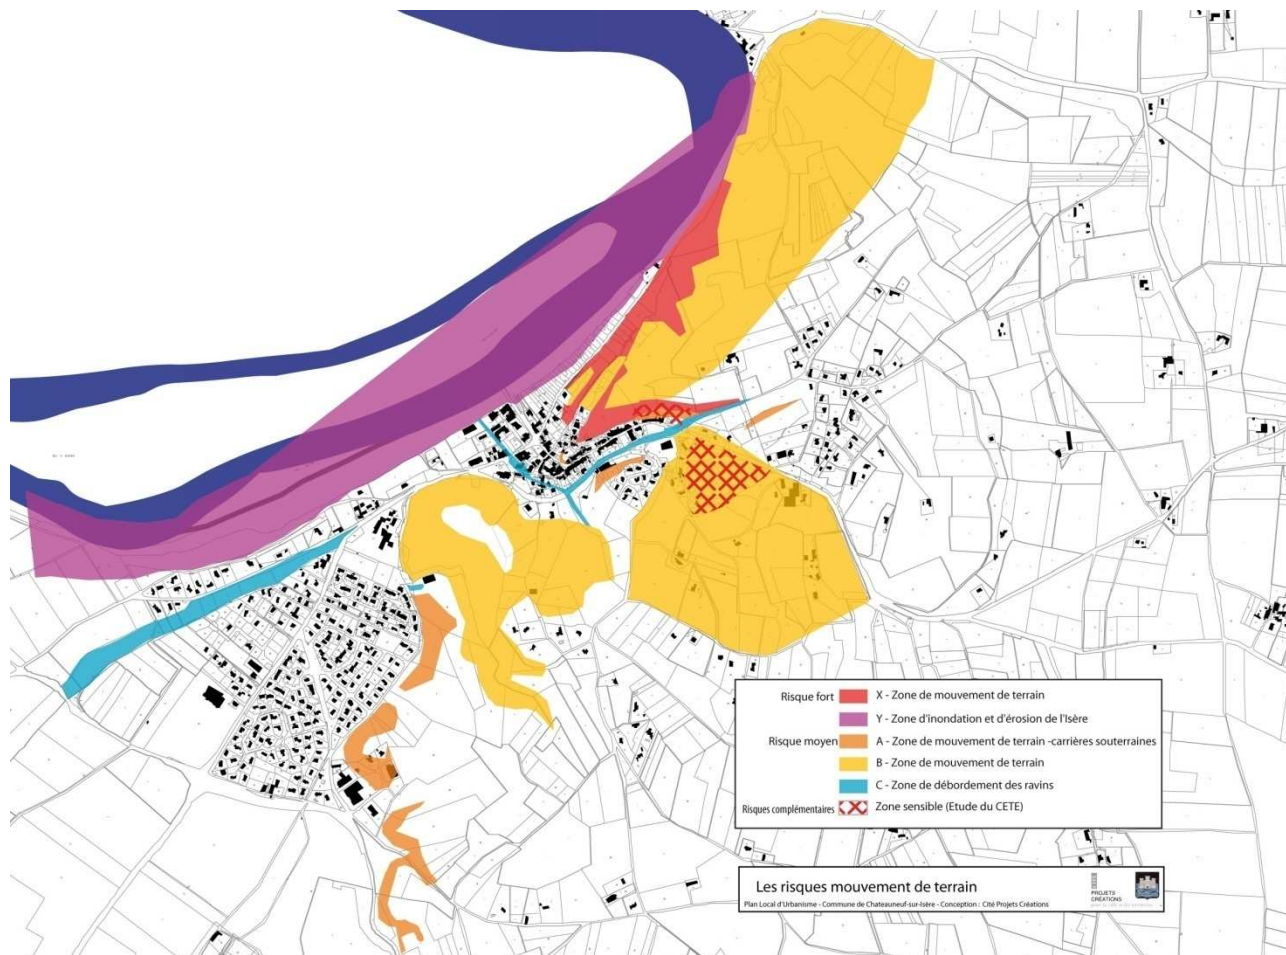 Risque fort X - Zone de mouvement de terrain
Y - Zone d'inondation et d'érosion de l'Isère
Risque moyen A - Zone de mouvement de terrain -carrières souterraines
B - Zone de mouvement de terrain
C - Zone de débordement des ravins
Risques complémentaires Zone sensible (Etude du CETE)
Les risques mouvement de terrain
Plan Local d'Urbanisme - Commune de Chateauneuf-sur-Isère - Conception : Cité Projets Créations
PROJETS
CRÉATIONS